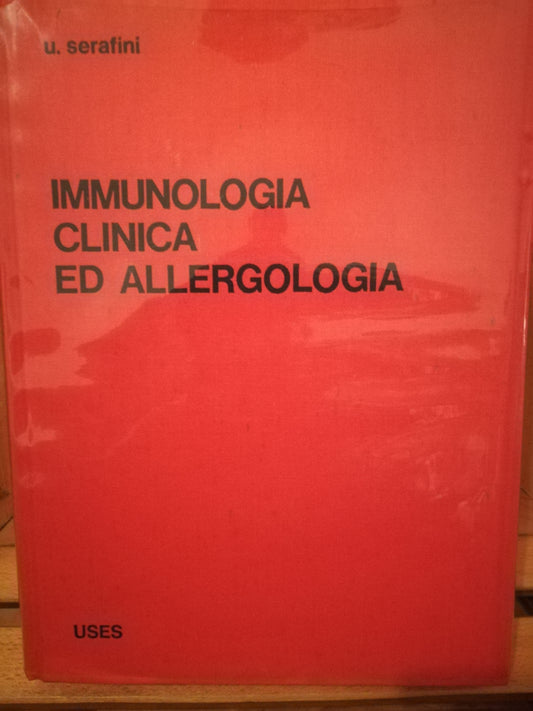 u. serafini
IMMUNOLOGIA
CLINICA
ED ALLERGOLOGIA
USES